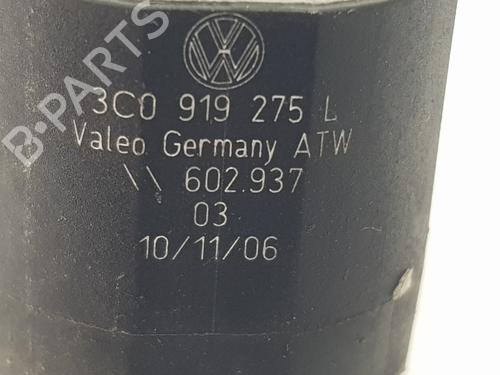 B-PARTS
3C0 919 275 L
Valeo Germany ATW
\\ 602.937
03
10/11/06